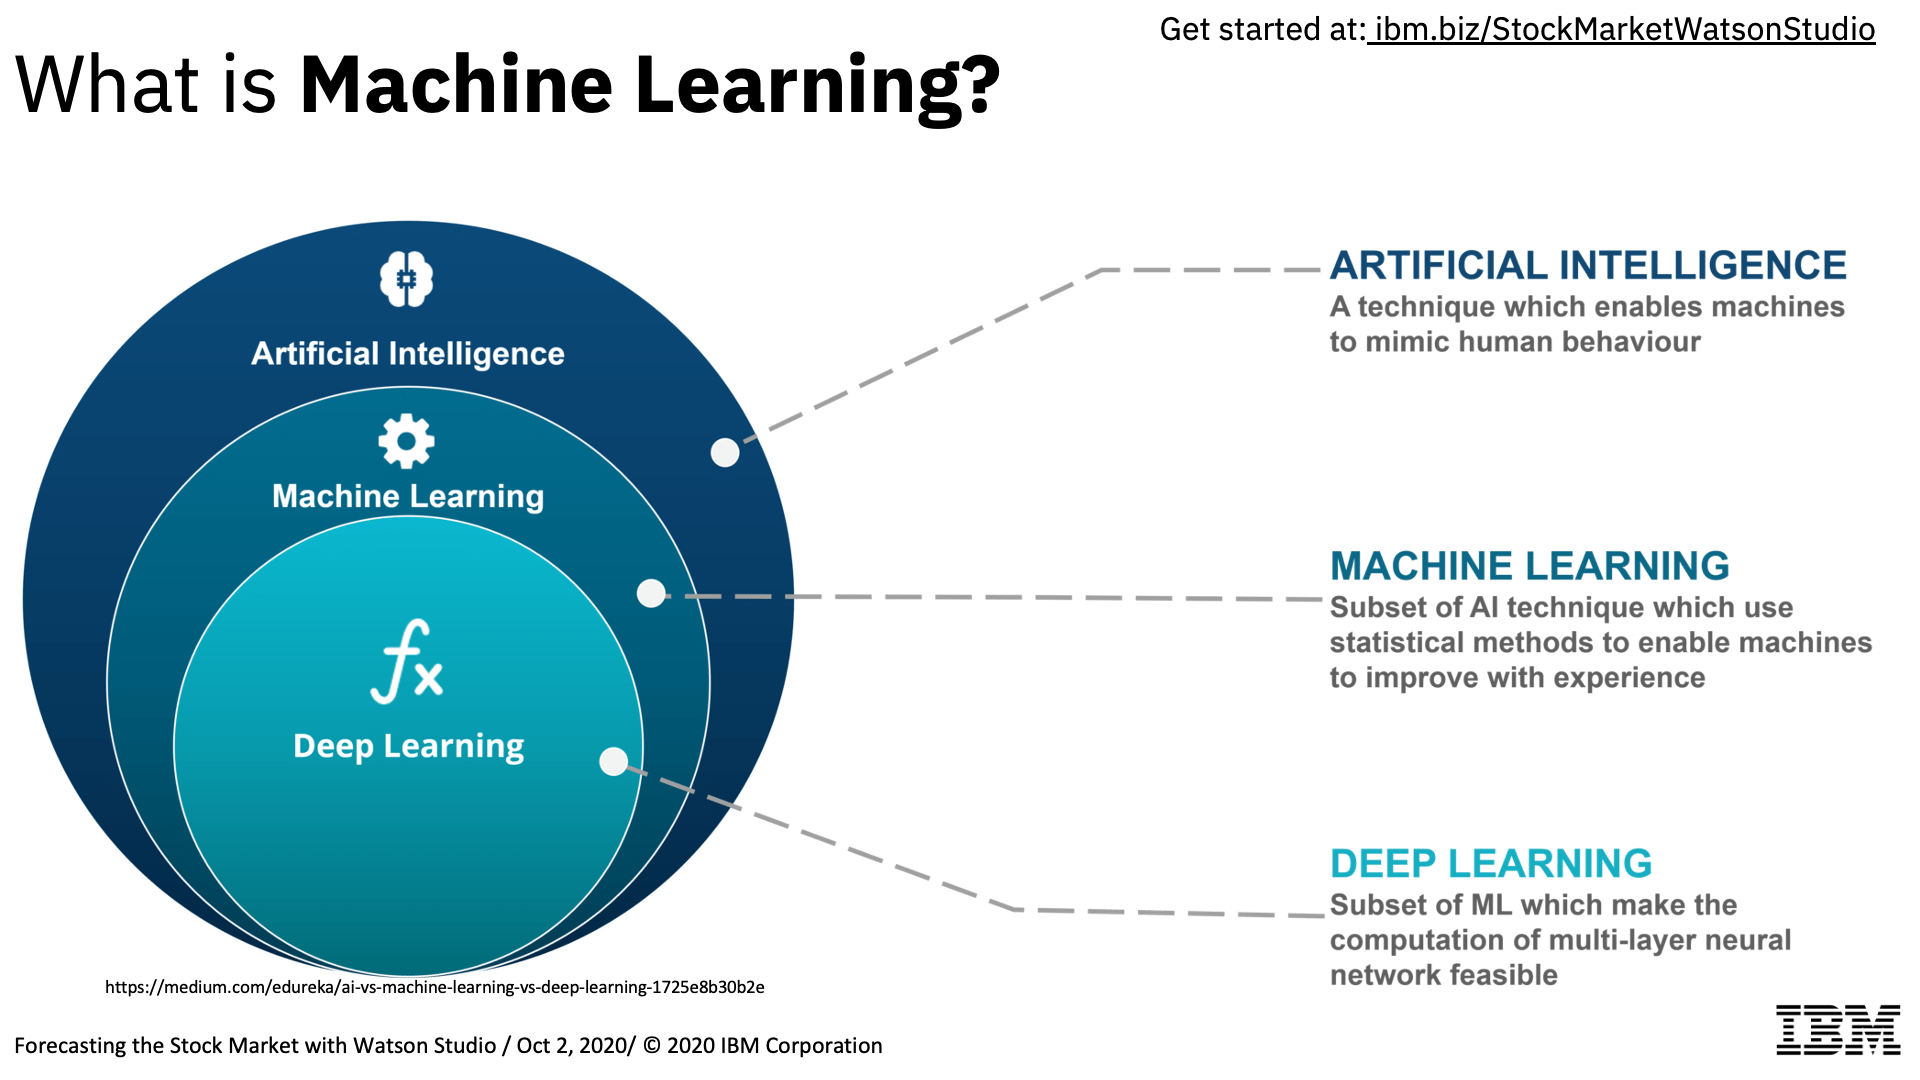 Get started at: ibm.biz/StockMarketWatsonStudio
What is Machine Learning?
Artificial Intelligence
Machine Learning
fx
Deep Learning
ARTIFICIAL INTELLIGENCE
A technique which enables machines
to mimic human behaviour
MACHINE LEARNING
Subset of AI technique which use
statistical methods to enable machines
to improve with experience
DEEP LEARNING
Subset of ML which make the
computation of multi-layer neural
network feasible
https://medium.com/edureka/ai-vs-machine-learning-vs-deep-learning-1725e8b30b2e
Forecasting the Stock Market with Watson Studio / Oct 2, 2020/ © 2020 IBM Corporation
IBM